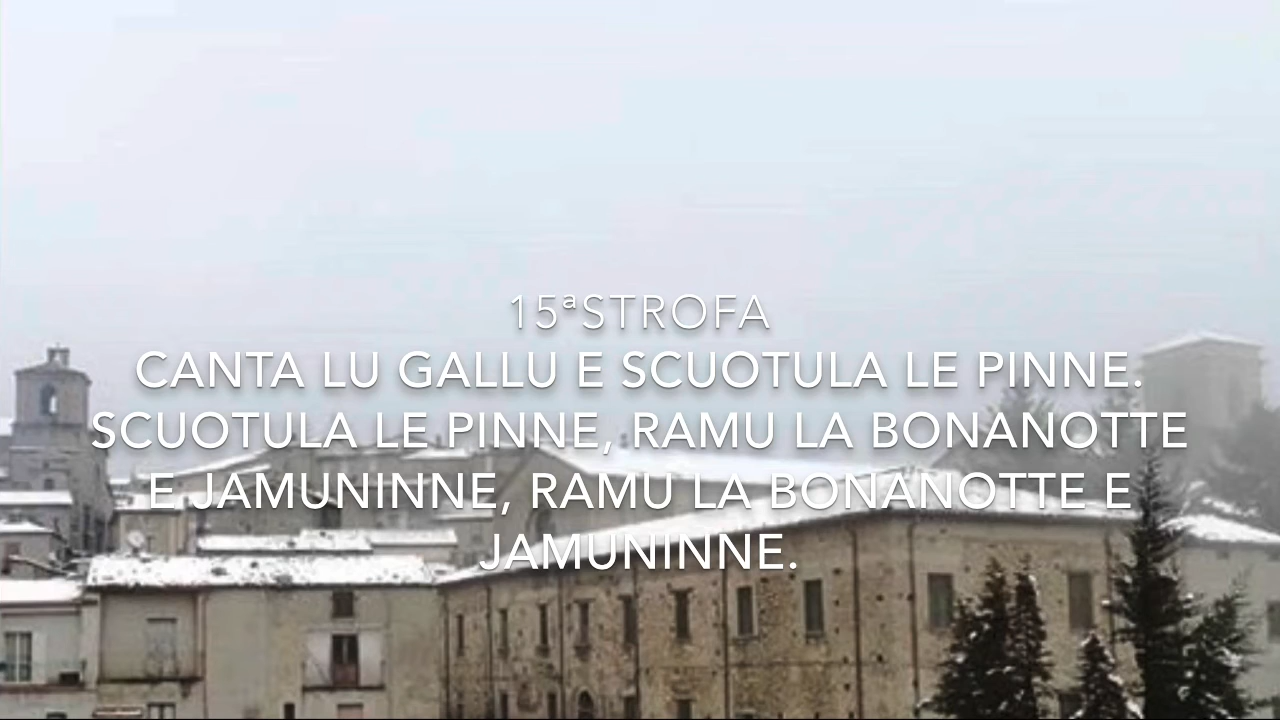 15ªSTROFA
CANTA LU GALLU E SCUOTULA LE PINNE.
SCUOTULA LE PINNE, RAMU LA BONANOTTE
E JAMUNINNE, RAMU LA BONANOTTE E
JAMUNINNE.